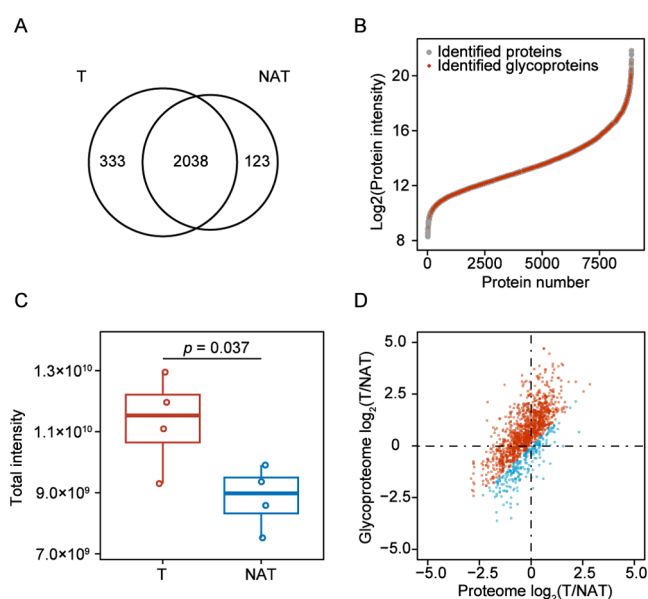 A
T
NAT
333
2038
123
B
Identified proteins
Identified glycoproteins
Log2(Protein intensity)
20
16
12
8
0
2500
5000
7500
Protein number
C
p = 0.037
Total intensity
1.3×10¹⁰
1.1×10¹⁰
9.0×10⁹
7.0×10⁹
T
NAT
D
Glycoproteome log₂(T/NAT)
5.0
2.5
0
−2.5
−5.0
−5.0
−2.5
0
2.5
5.0
Proteome log₂(T/NAT)